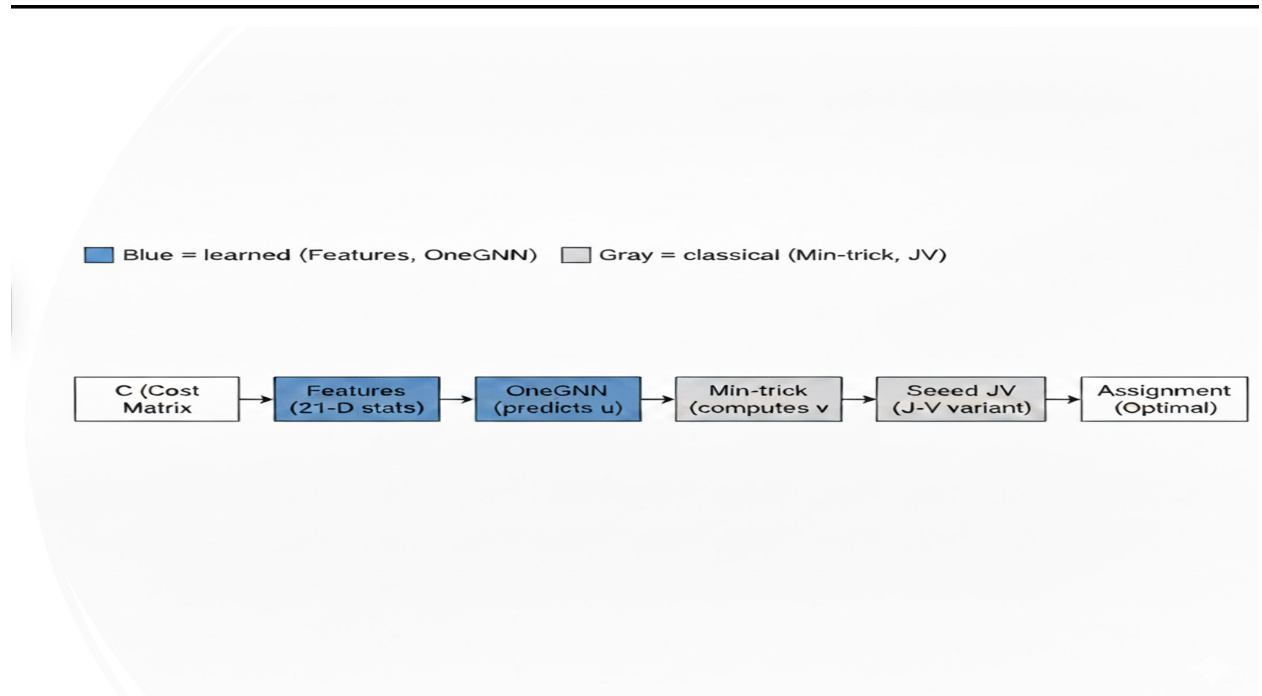 Blue = learned (Features, OneGNN) Gray = classical (Min-trick, JV)
C (Cost
Matrix
Features
(21-D stats)
OneGNN
(predicts u)
Min-trick
(computes v
Seeed JV
(J-V variant)
Assignment
(Optimal)